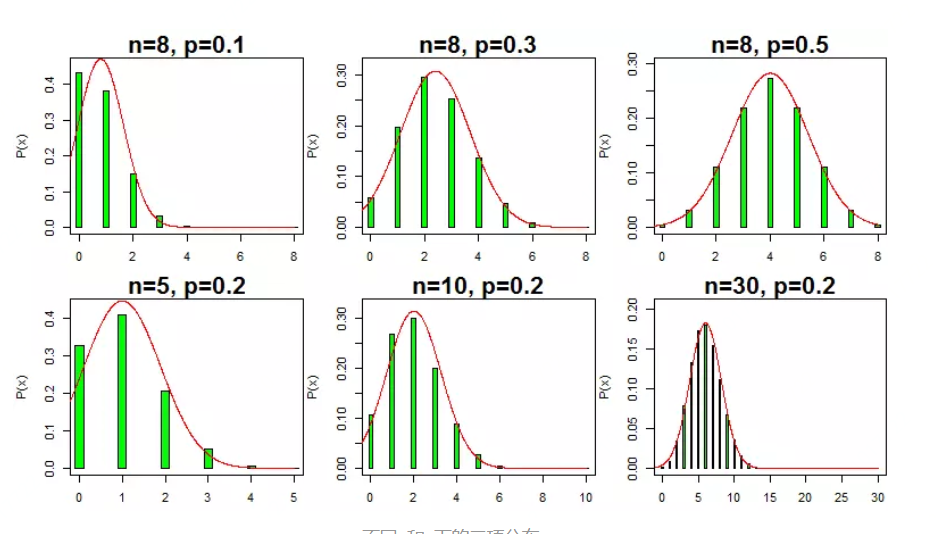 n=8, p=0.1
n=8, p=0.3
n=8, p=0.5
P(x)
0.0 0.1 0.2 0.3 0.4
0 2 4 6 8
P(x)
0.00 0.10 0.20 0.30
0 2 4 6 8
P(x)
0.00 0.10 0.20 0.30
0 2 4 6 8
n=5, p=0.2
n=10, p=0.2
n=30, p=0.2
P(x)
0.0 0.1 0.2 0.3 0.4
0 1 2 3 4 5
P(x)
0.00 0.10 0.20 0.30
0 2 4 6 8 10
P(x)
0.00 0.05 0.10 0.15 0.20
0 5 10 15 20 25 30